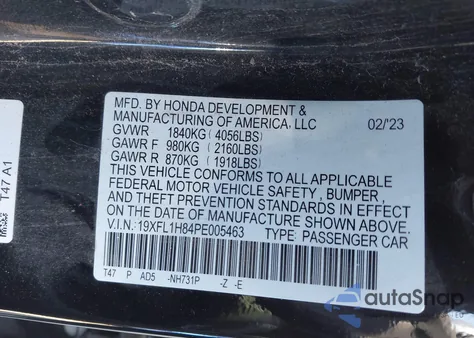 MFD. BY HONDA DEVELOPMENT &
MANUFACTURING OF AMERICA, LLC 02/'23
GVWR 1840KG (4056LBS)
GAWR F 980KG (2160LBS)
GAWR R 870KG (1918LBS)
THIS VEHICLE CONFORMS TO ALL APPLICABLE
FEDERAL MOTOR VEHICLE SAFETY, BUMPER,
AND THEFT PREVENTION STANDARDS IN EFFECT
ON THE DATE OF MANUFACTURE SHOWN ABOVE.
V.I.N: 19XFL1H84PE005463 TYPE: PASSENGER CAR
T47 P AD5 -NH731P -Z -E
T47 A1
autoSnap